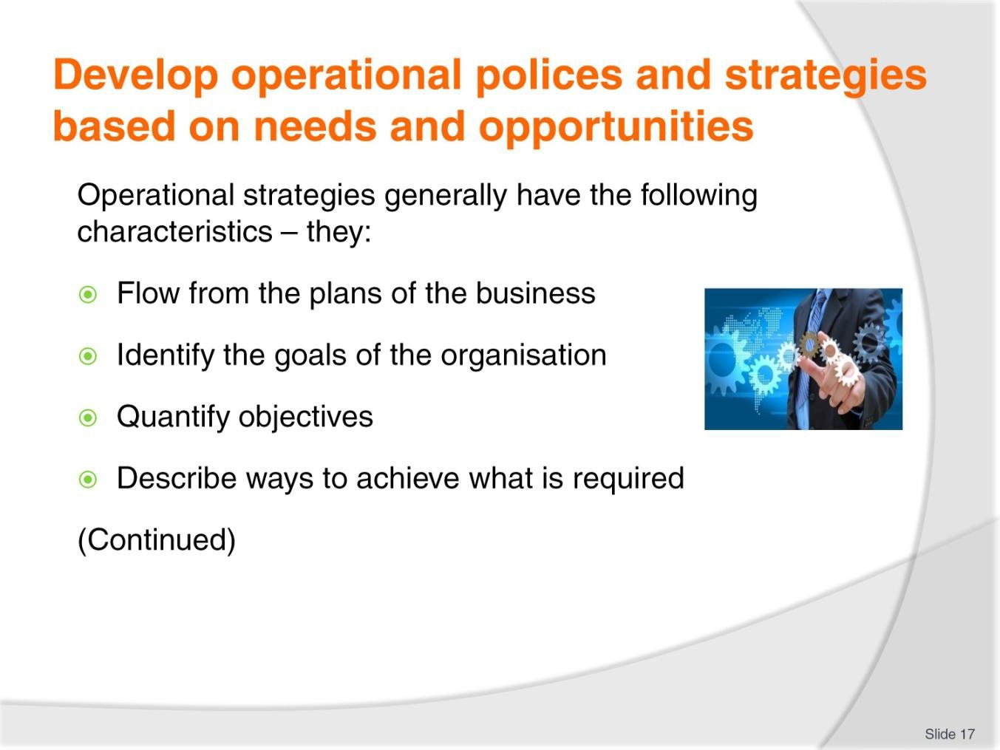 Develop operational polices and strategies
based on needs and opportunities
Operational strategies generally have the following
characteristics – they:
Flow from the plans of the business
Identify the goals of the organisation
Quantify objectives
Describe ways to achieve what is required
(Continued)
Slide 17